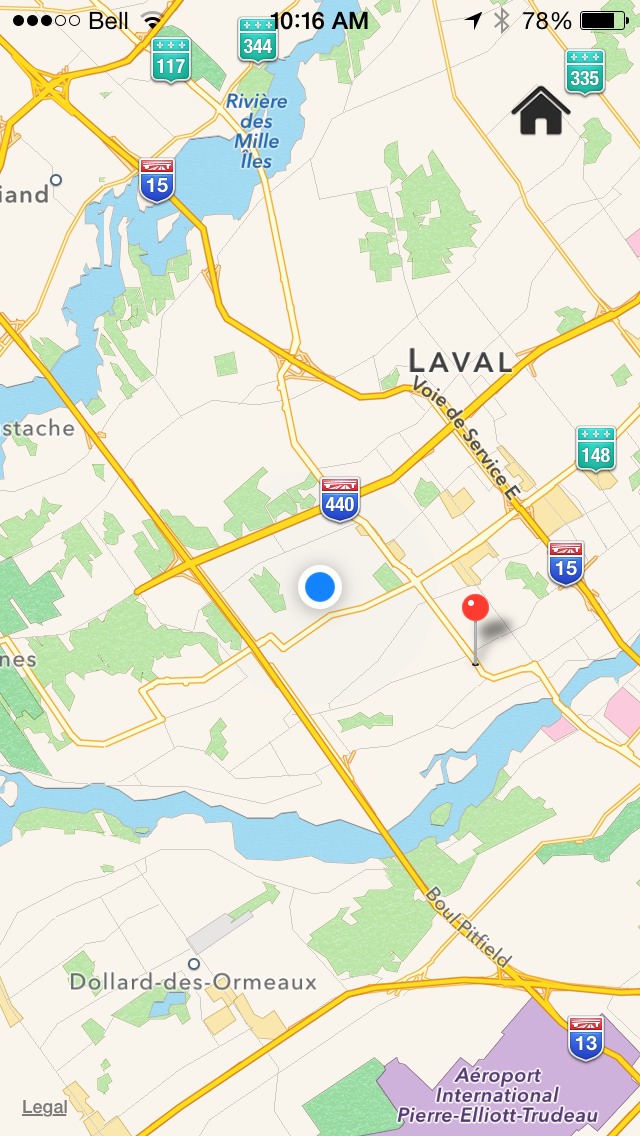 Bell 10:16 AM 78%
344
117
335
Rivière
des
Mille
Îles
15
iand
LAVAL
Voie de Service E
stache
148
440
15
nes
Boul Pitfield
Dollard-des-Ormeaux
13
Aéroport
International
Pierre-Elliott-Trudeau
Legal